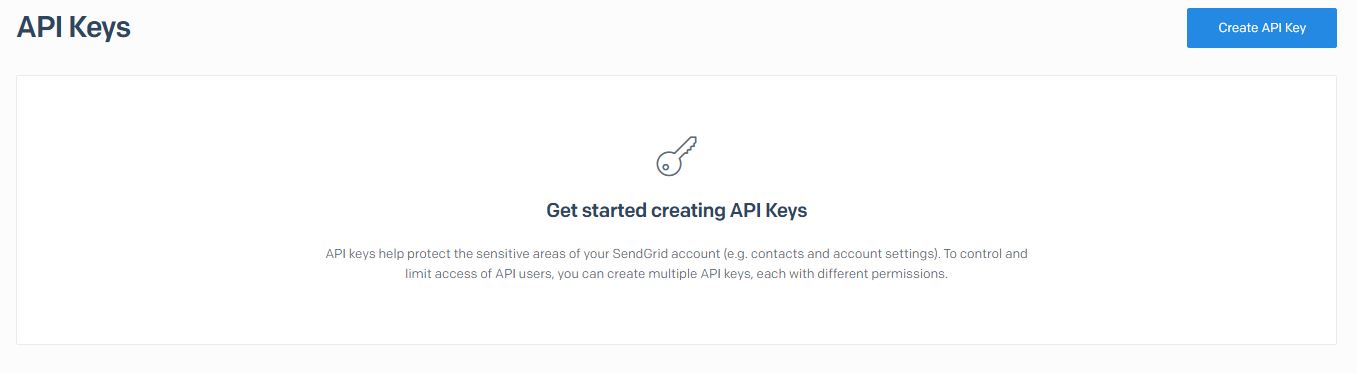 API Keys
Create API Key
Get started creating API Keys
API keys help protect the sensitive areas of your SendGrid account (e.g. contacts and account settings). To control and
limit access of API users, you can create multiple API keys, each with different permissions.